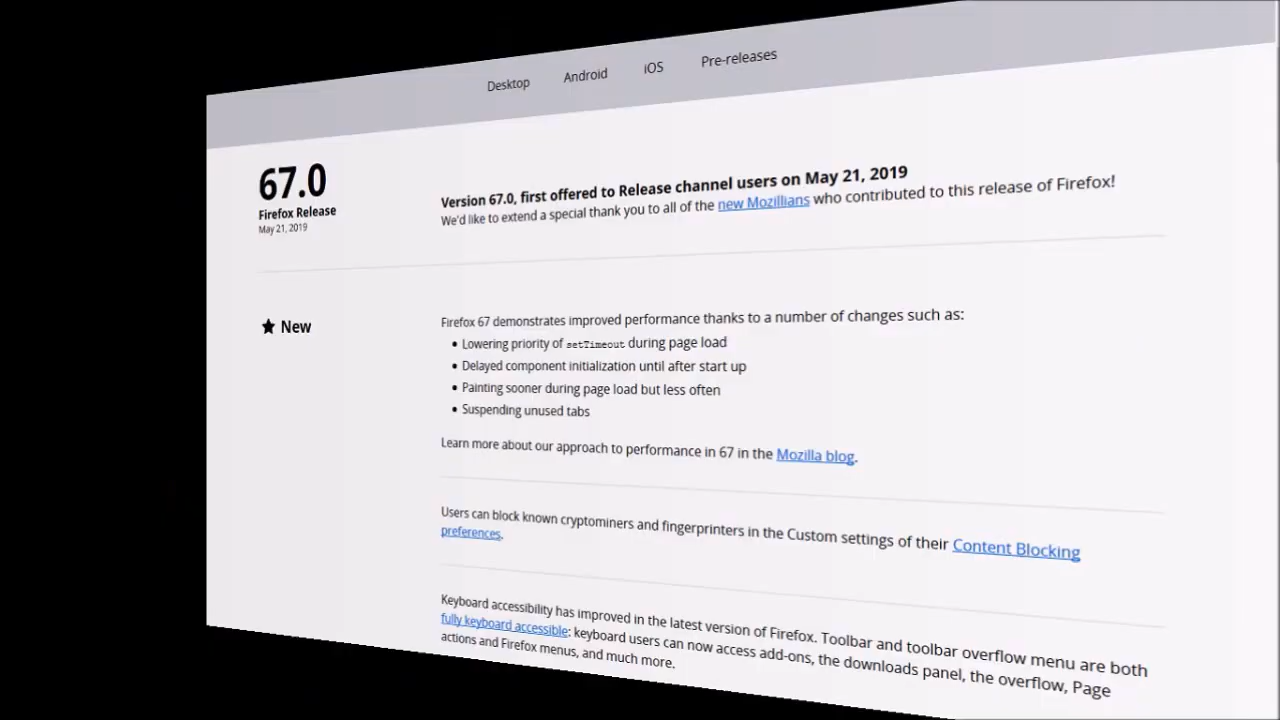 Desktop Android iOS Pre-releases
67.0
Firefox Release
May 21, 2019
Version 67.0, first offered to Release channel users on May 21, 2019
We'd like to extend a special thank you to all of the new Mozillians who contributed to this release of Firefox!
New
Firefox 67 demonstrates improved performance thanks to a number of changes such as:
• Lowering priority of setTimeout during page load
• Delayed component initialization until after start up
• Painting sooner during page load but less often
• Suspending unused tabs
Learn more about our approach to performance in 67 in the Mozilla blog.
Users can block known cryptominers and fingerprinters in the Custom settings of their Content Blocking
preferences.
Keyboard accessibility has improved in the latest version of Firefox. Toolbar and toolbar overflow menu are both
fully keyboard accessible: keyboard users can now access add-ons, the downloads panel, the overflow, Page
actions and Firefox menus, and much more.